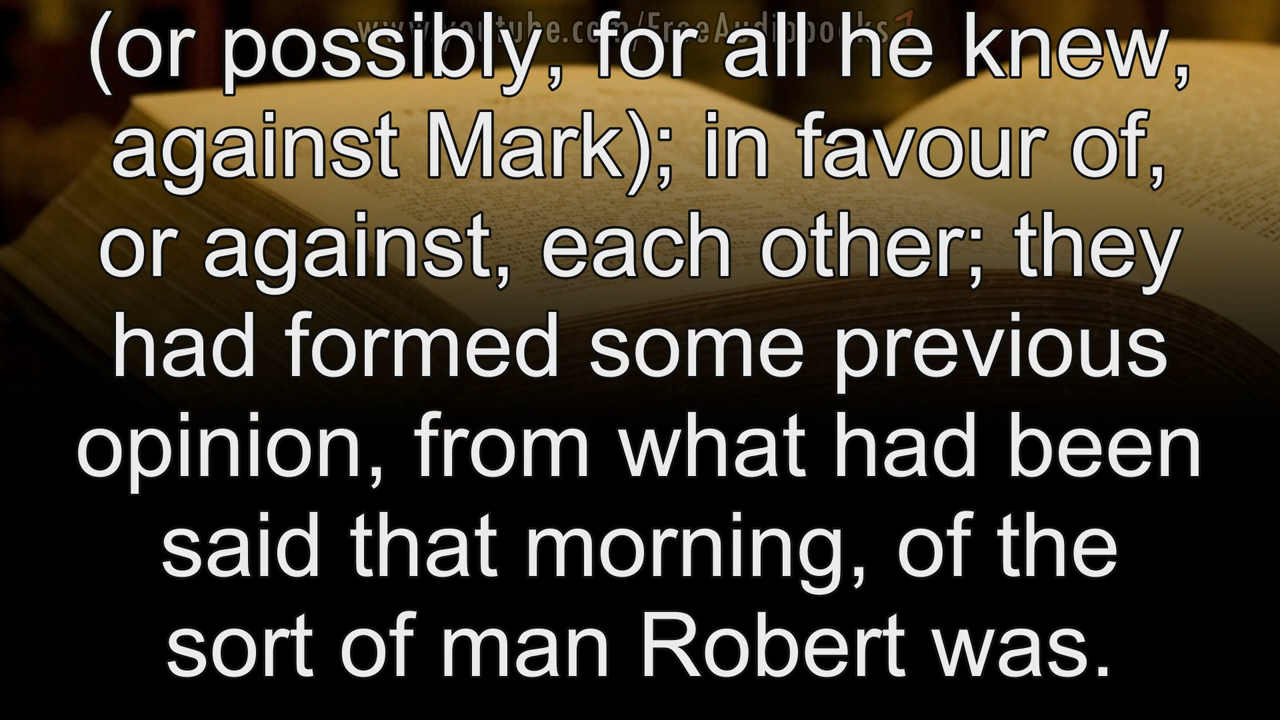 www.youtube.com/FreeAudiobooks
(or possibly, for all he knew,
against Mark); in favour of,
or against, each other; they
had formed some previous
opinion, from what had been
said that morning, of the
sort of man Robert was.